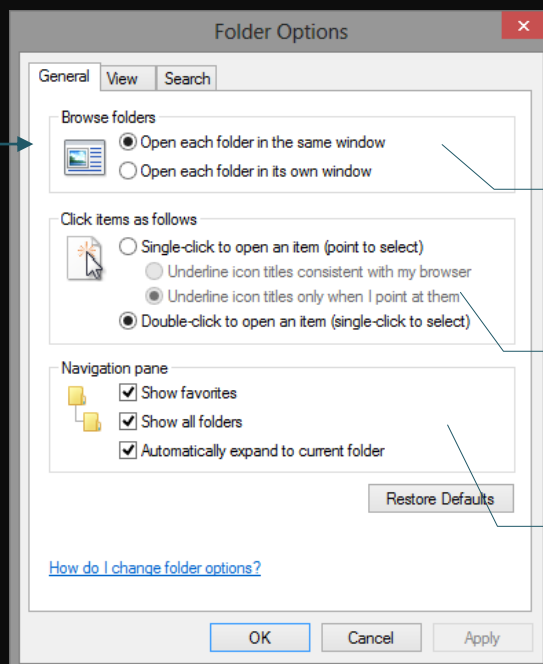 Folder Options
General View Search
Browse folders
Open each folder in the same window
Open each folder in its own window
Click items as follows
Single-click to open an item (point to select)
Underline icon titles consistent with my browser
Underline icon titles only when I point at them
Double-click to open an item (single-click to select)
Navigation pane
Show favorites
Show all folders
Automatically expand to current folder
Restore Defaults
How do I change folder options?
OK Cancel Apply